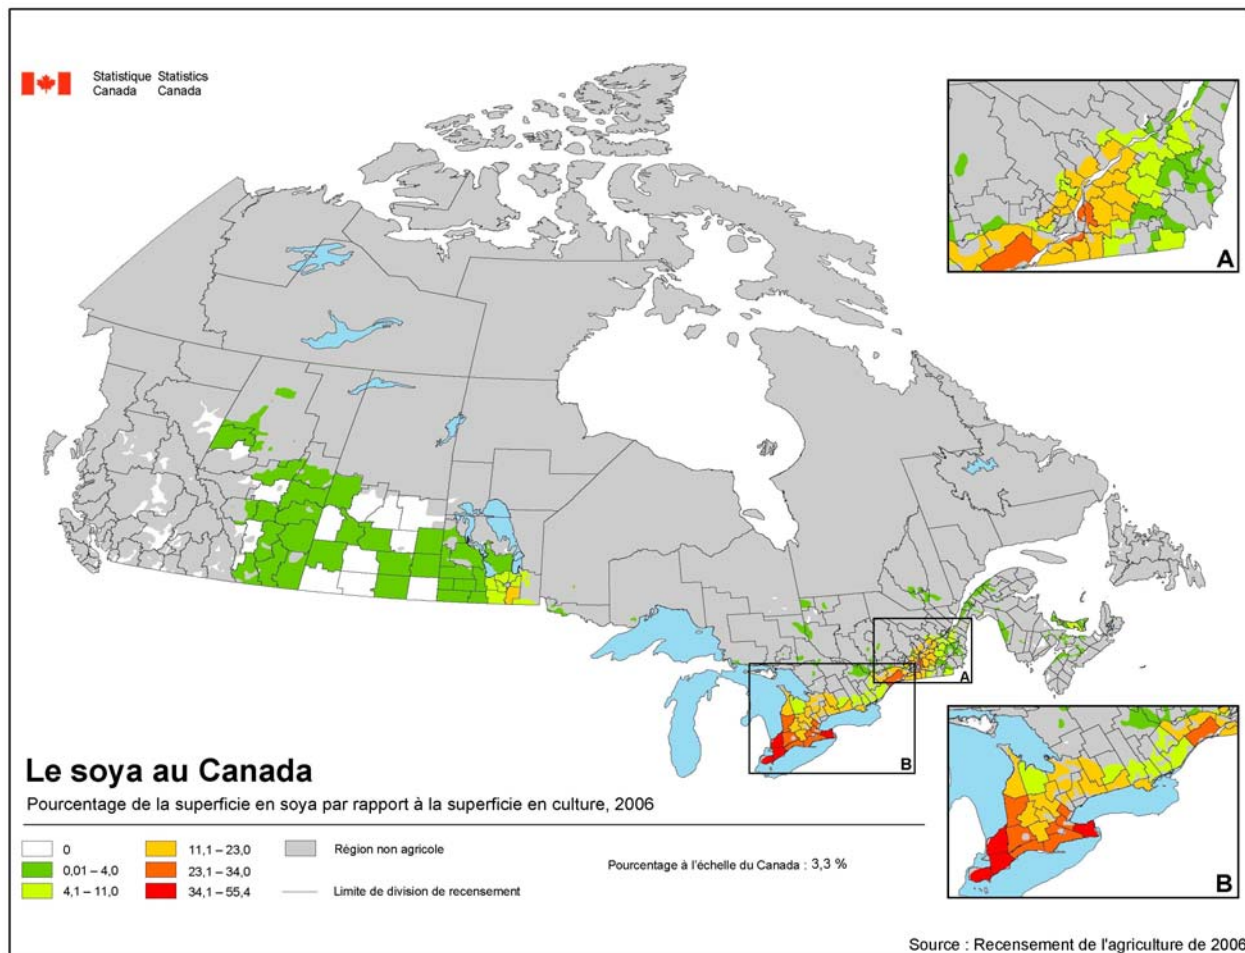 Statistique Statistics
Canada Canada
A
A
B
B
Le soya au Canada
Pourcentage de la superficie en soya par rapport à la superficie en culture, 2006
0
0,01 – 4,0
4,1 – 11,0
11,1 – 23,0
23,1 – 34,0
34,1 – 55,4
Région non agricole
Limite de division de recensement
Pourcentage à l'échelle du Canada : 3,3 %
Source : Recensement de l'agriculture de 2006